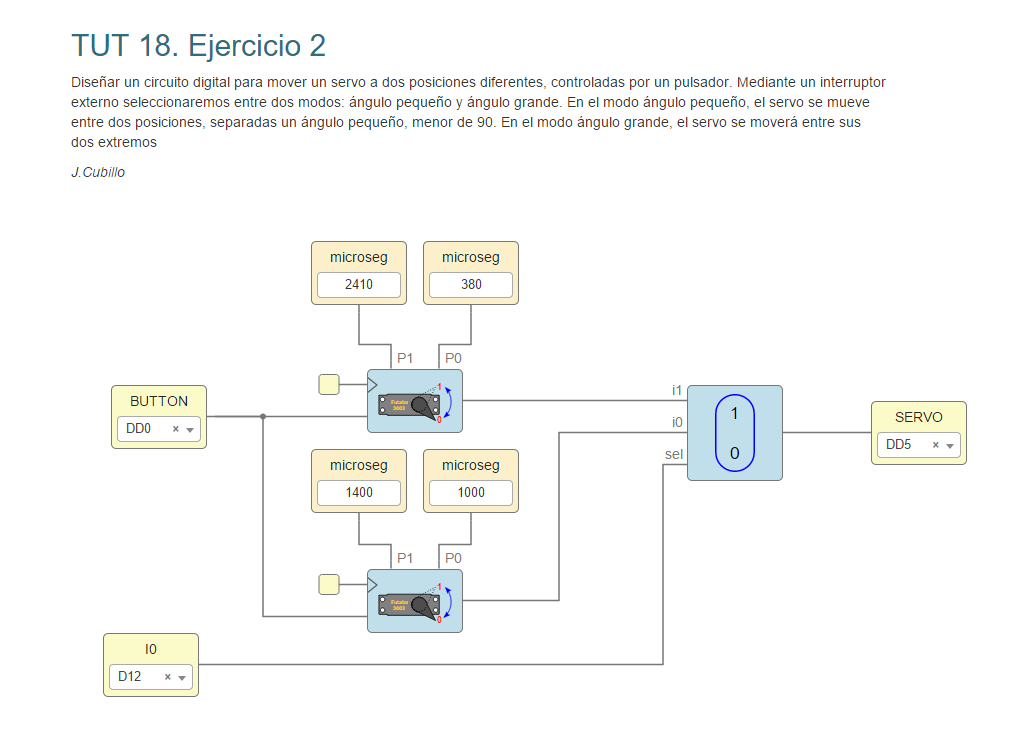 TUT 18. Ejercicio 2
Diseñar un circuito digital para mover un servo a dos posiciones diferentes, controladas por un pulsador. Mediante un interruptor
externo seleccionaremos entre dos modos: ángulo pequeño y ángulo grande. En el modo ángulo pequeño, el servo se mueve
entre dos posiciones, separadas un ángulo pequeño, menor de 90. En el modo ángulo grande, el servo se moverá entre sus
dos extremos
J.Cubillo
microseg
2410
microseg
380
P1
P0
BUTTON
DD0
Futaba
3003
1
0
microseg
1400
microseg
1000
P1
P0
Futaba
3003
1
0
i1
i0
sel
1
0
SERVO
DD5
I0
D12